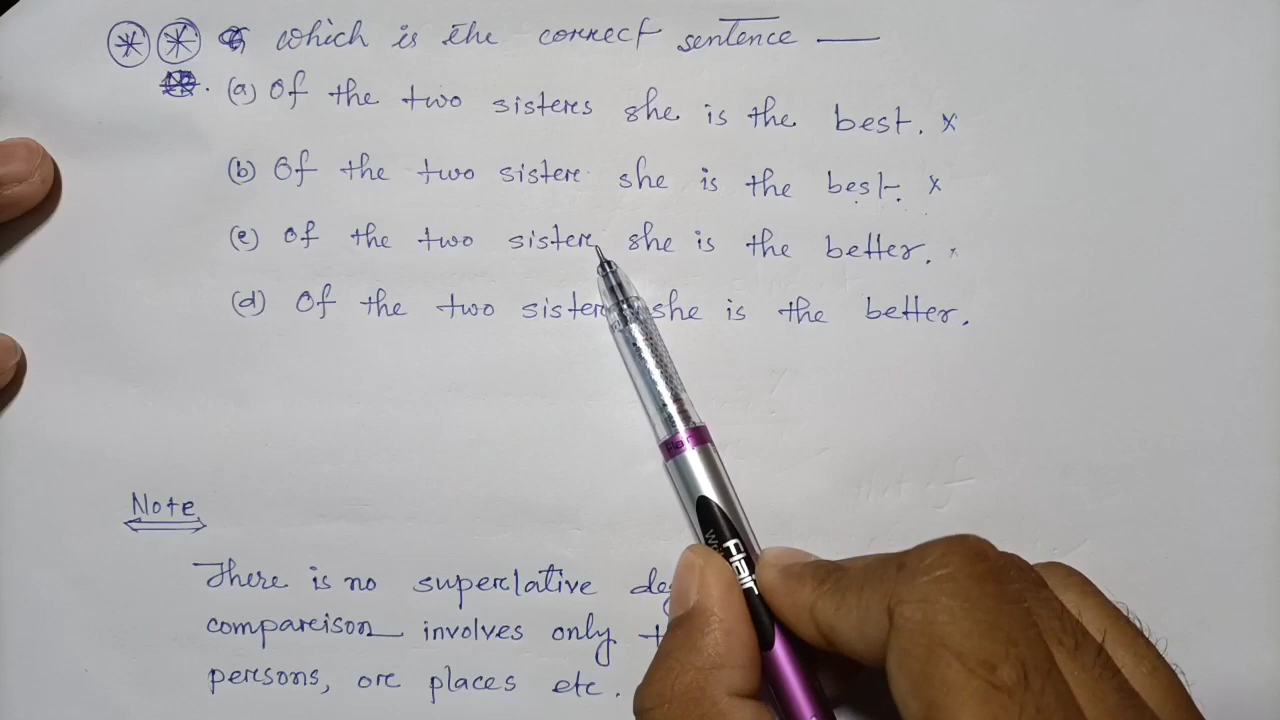 which is the correct sentence —
(a) Of the two sisters she is the best. ×
(b) Of the two sister she is the best. ×
(c) Of the two sister she is the better. ×
(d) Of the two she is the better.
Note
There is no superlative
comparison involves only
persons, or places etc.
Flair
Flair